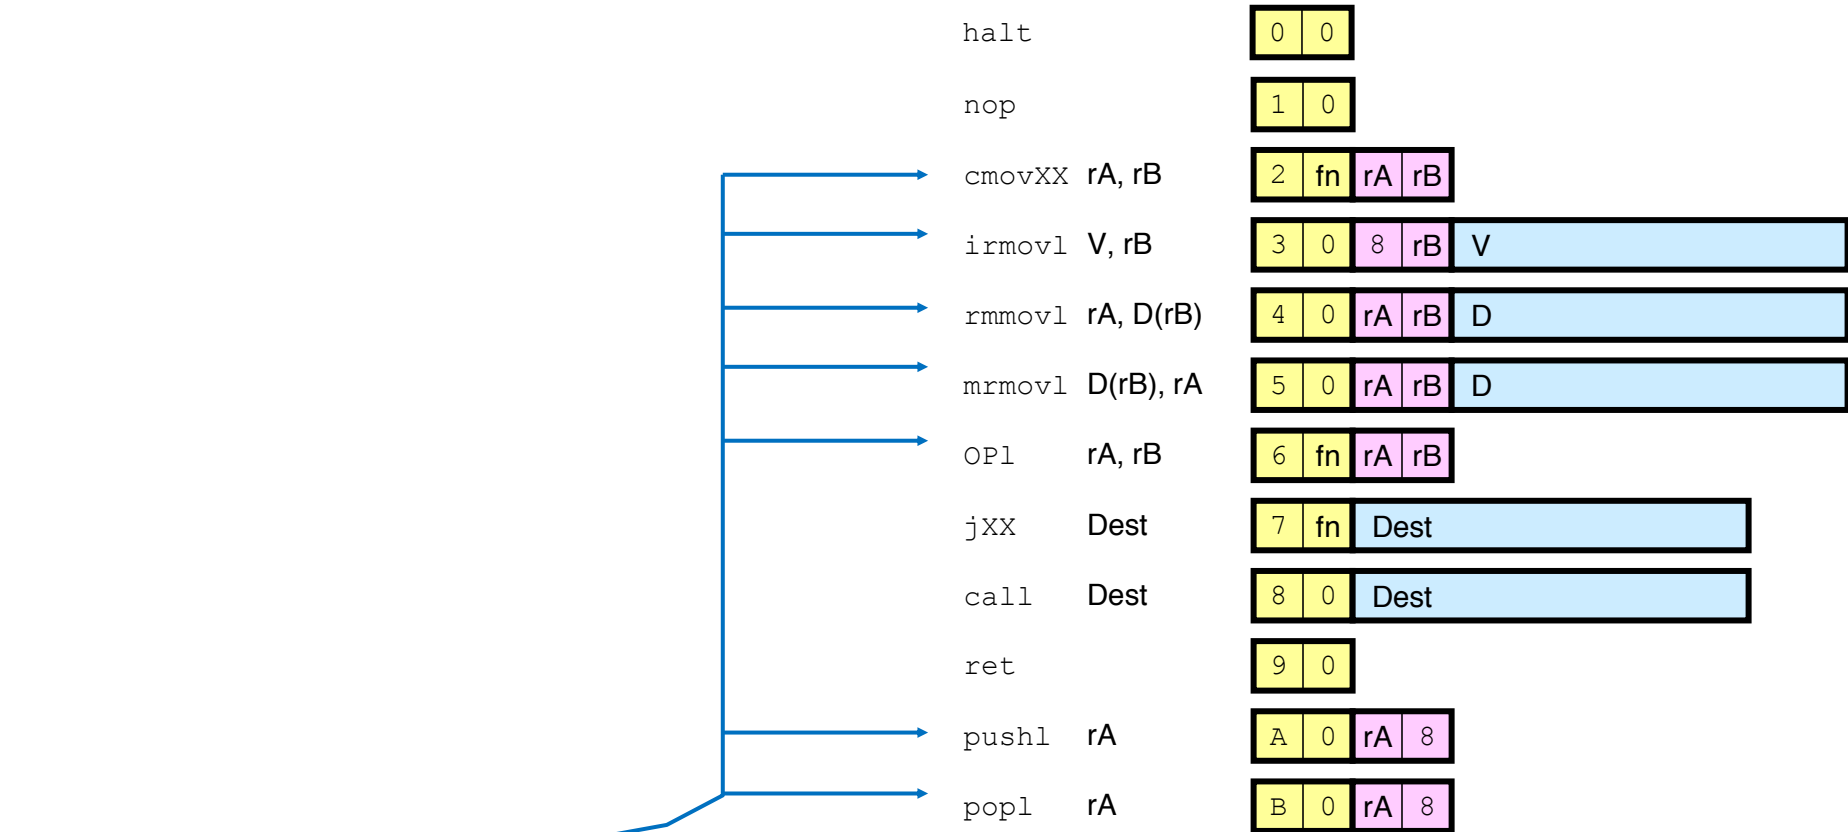 halt 0 0
nop 1 0
cmovXX rA, rB 2 fn rA rB
irmovl V, rB 3 0 8 rB V
rmmovl rA, D(rB) 4 0 rA rB D
mrmovl D(rB), rA 5 0 rA rB D
OPl rA, rB 6 fn rA rB
jXX Dest 7 fn Dest
call Dest 8 0 Dest
ret 9 0
pushl rA A 0 rA 8
popl rA B 0 rA 8